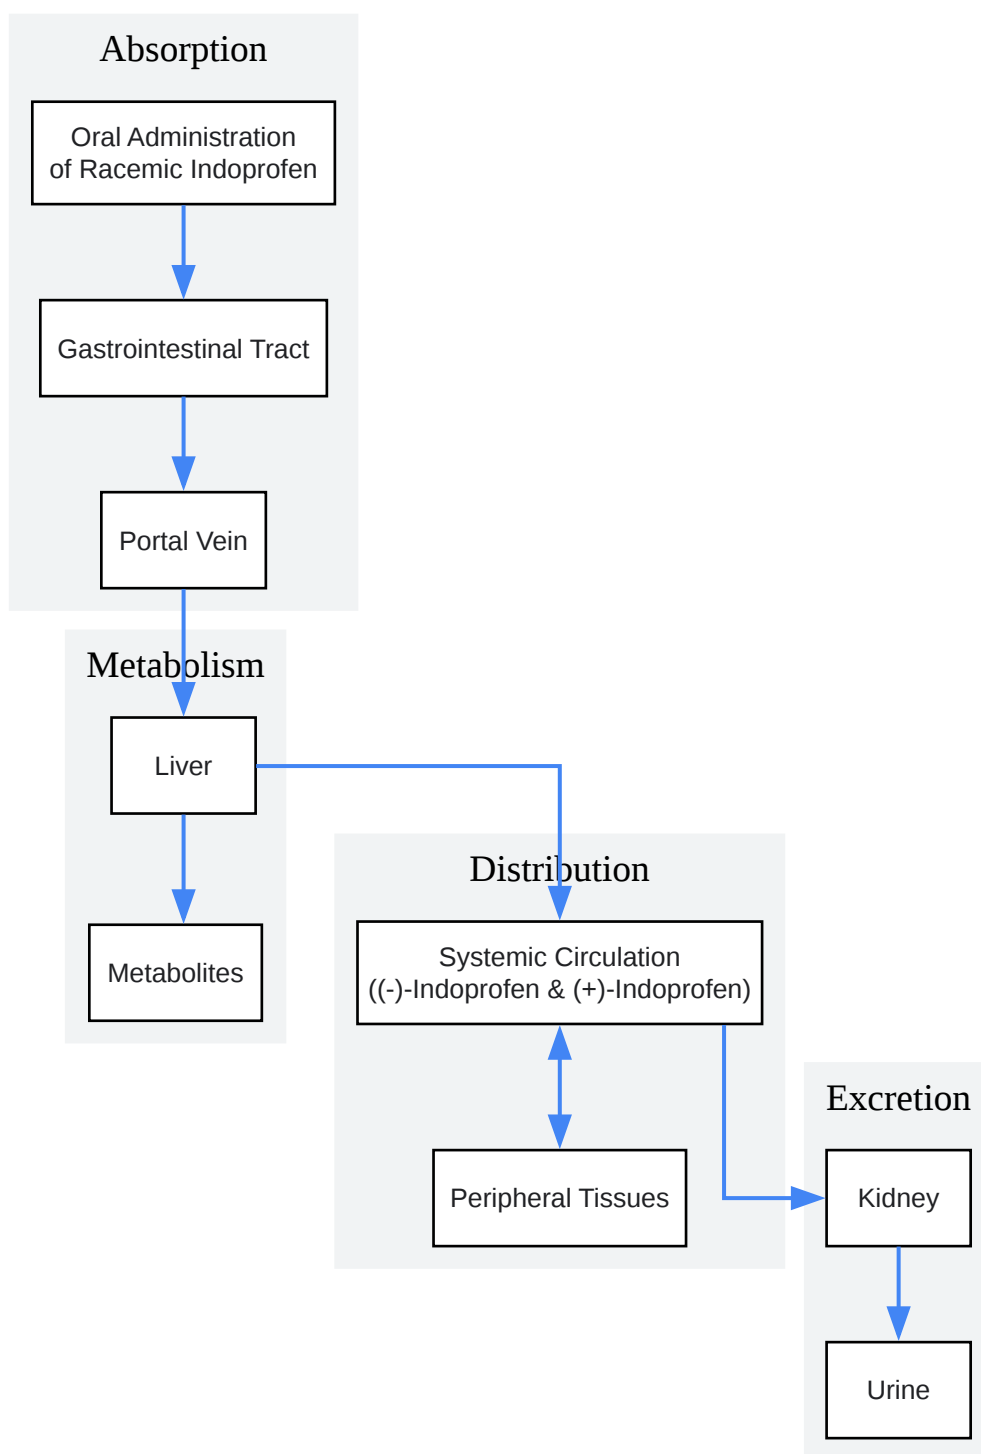 Absorption
Oral Administration
of Racemic Indoprofen
Gastrointestinal Tract
Portal Vein
Metabolism
Liver
Metabolites
Distribution
Systemic Circulation
((-)-Indoprofen & (+)-Indoprofen)
Peripheral Tissues
Excretion
Kidney
Urine